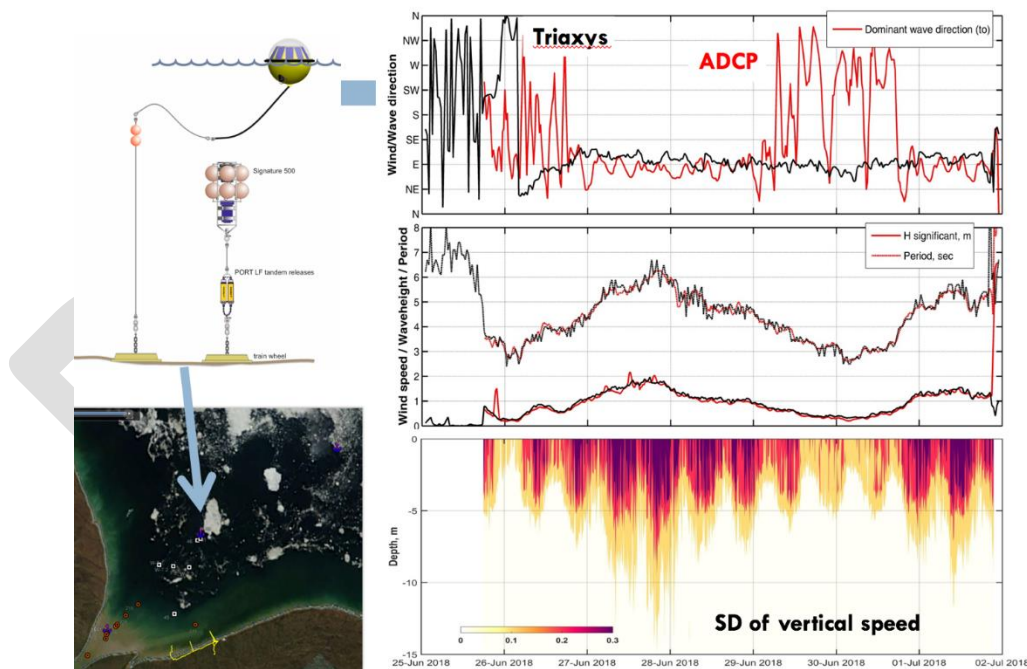 Signature 500
PORT LF tandem releases
train wheel
Wind/Wave direction
N
NW
W
SW
S
SE
E
NE
N
Triaxys
ADCP
Dominant wave direction (to)
Wind speed / Waveheight / Period
8
7
6
5
4
3
2
1
0
H significant, m
Period, sec
Depth, m
0
-5
-10
-15
SD of vertical speed
0 0.1 0.2 0.3
25-Jun 2018 26-Jun 2018 27-Jun 2018 28-Jun 2018 29-Jun 2018 30-Jun 2018 01-Jul 2018 02-Jul 2018